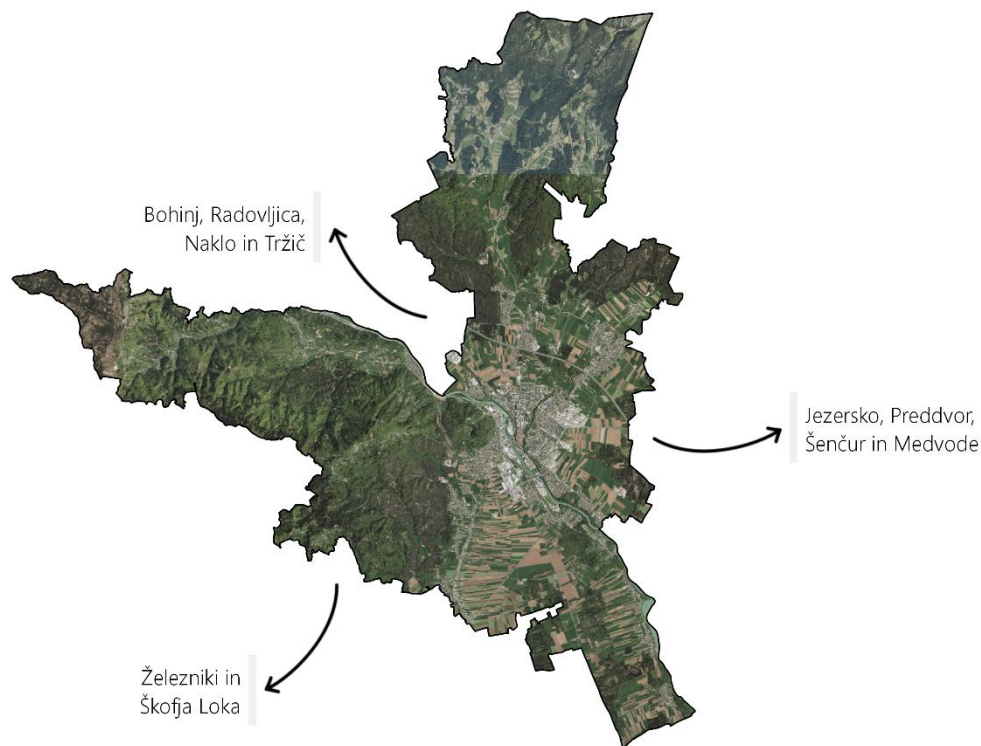 Bohinj, Radovljica,
Naklo in Tržič
Jezersko, Preddvor,
Šenčur in Medvode
Železniki in
Škofja Loka